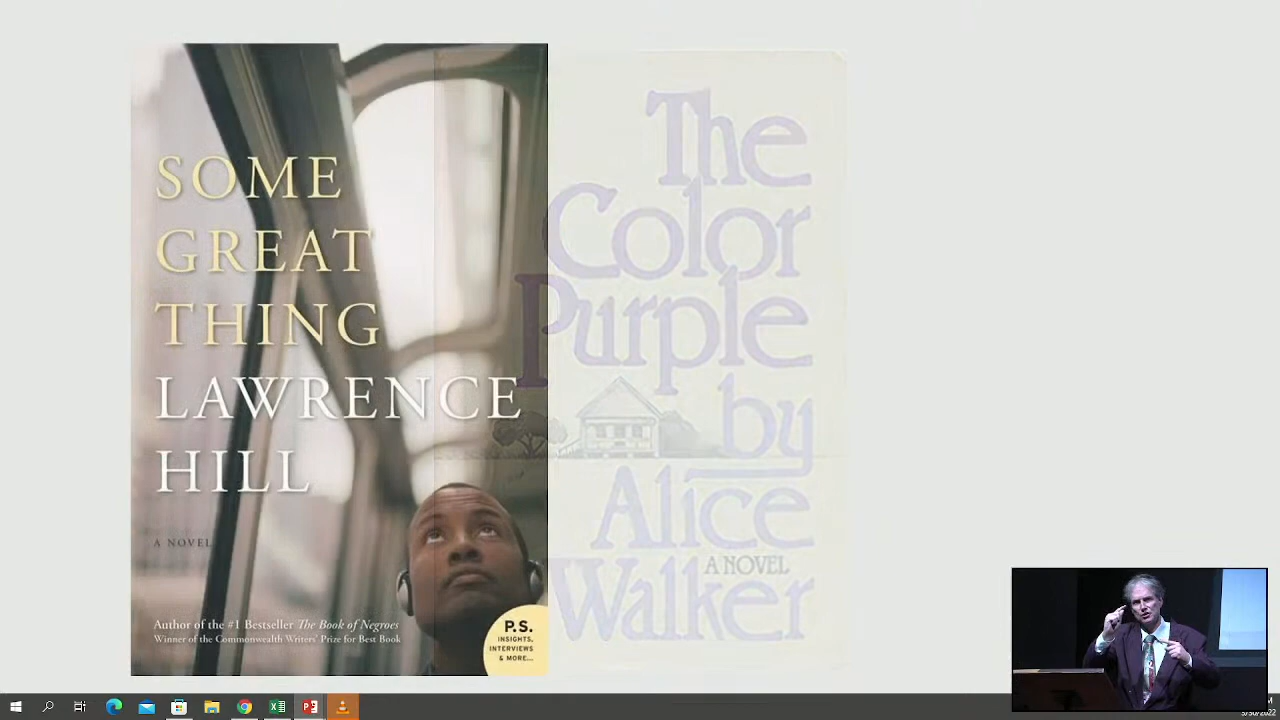 SOME
GREAT
THING
LAWRENCE
HILL
A NOVEL
Author of the #1 Bestseller The Book of Negroes
Winner of the Commonwealth Writers' Prize for Best Book
P.S.
INSIGHTS,
INTERVIEWS
& MORE...
The
Color
Purple
by
Alice
A NOVEL
Walker